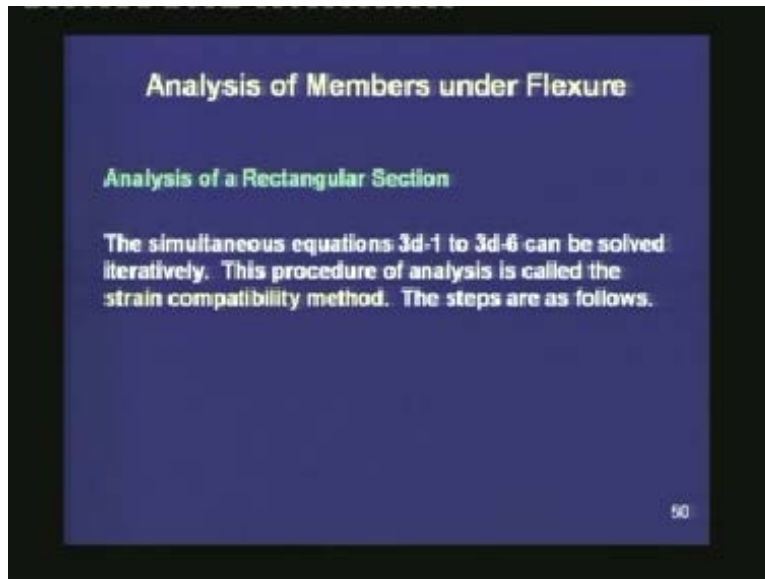 Analysis of Members under Flexure
Analysis of a Rectangular Section
The simultaneous equations 3d-1 to 3d-6 can be solved
iteratively. This procedure of analysis is called the
strain compatibility method. The steps are as follows.
50